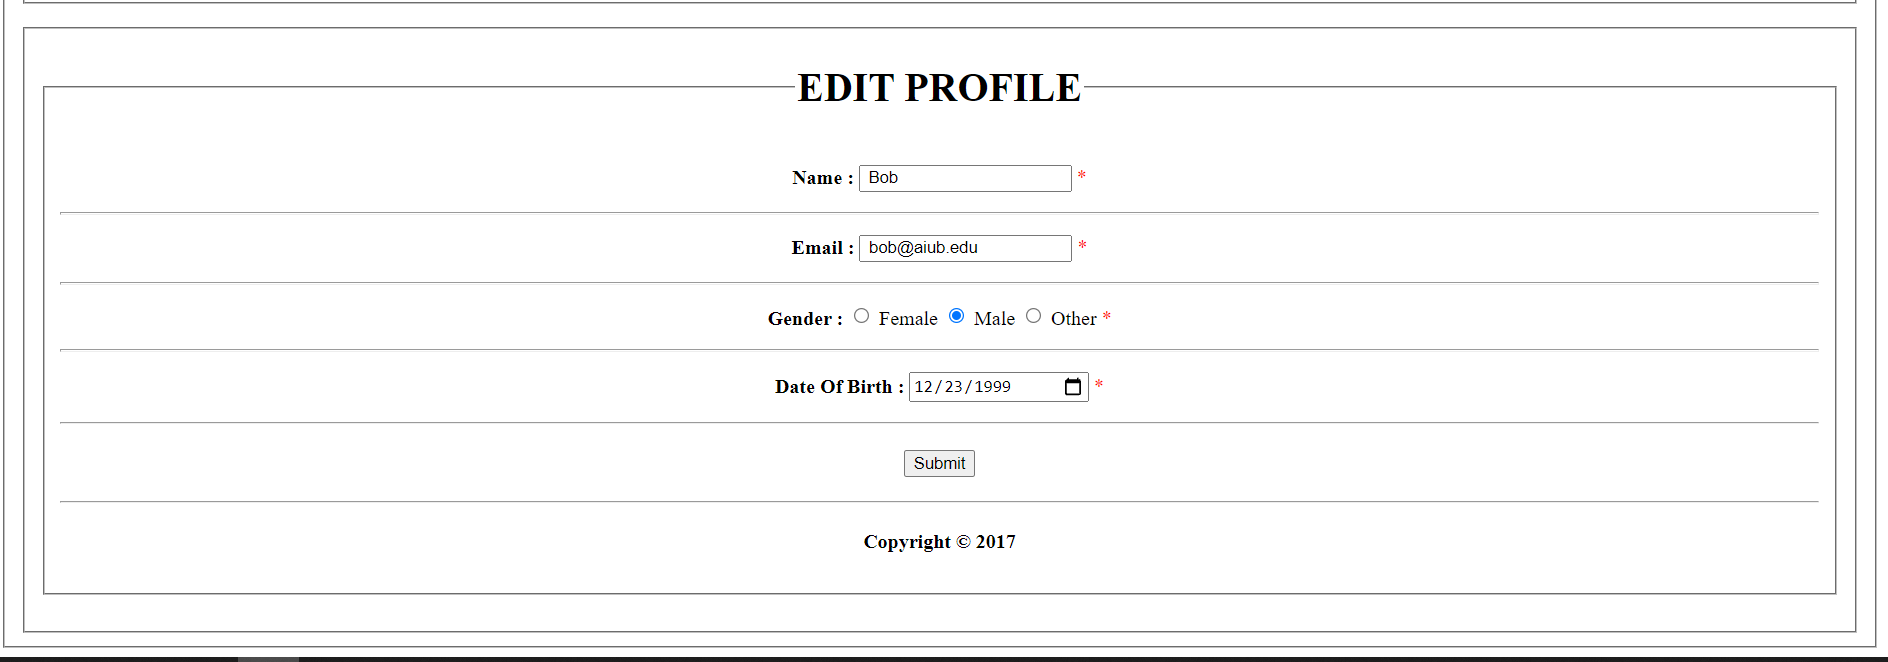 EDIT PROFILE
Name : Bob *
Email : bob@aiub.edu *
Gender : Female Male Other *
Date Of Birth : 12/23/1999 *
Submit
Copyright © 2017